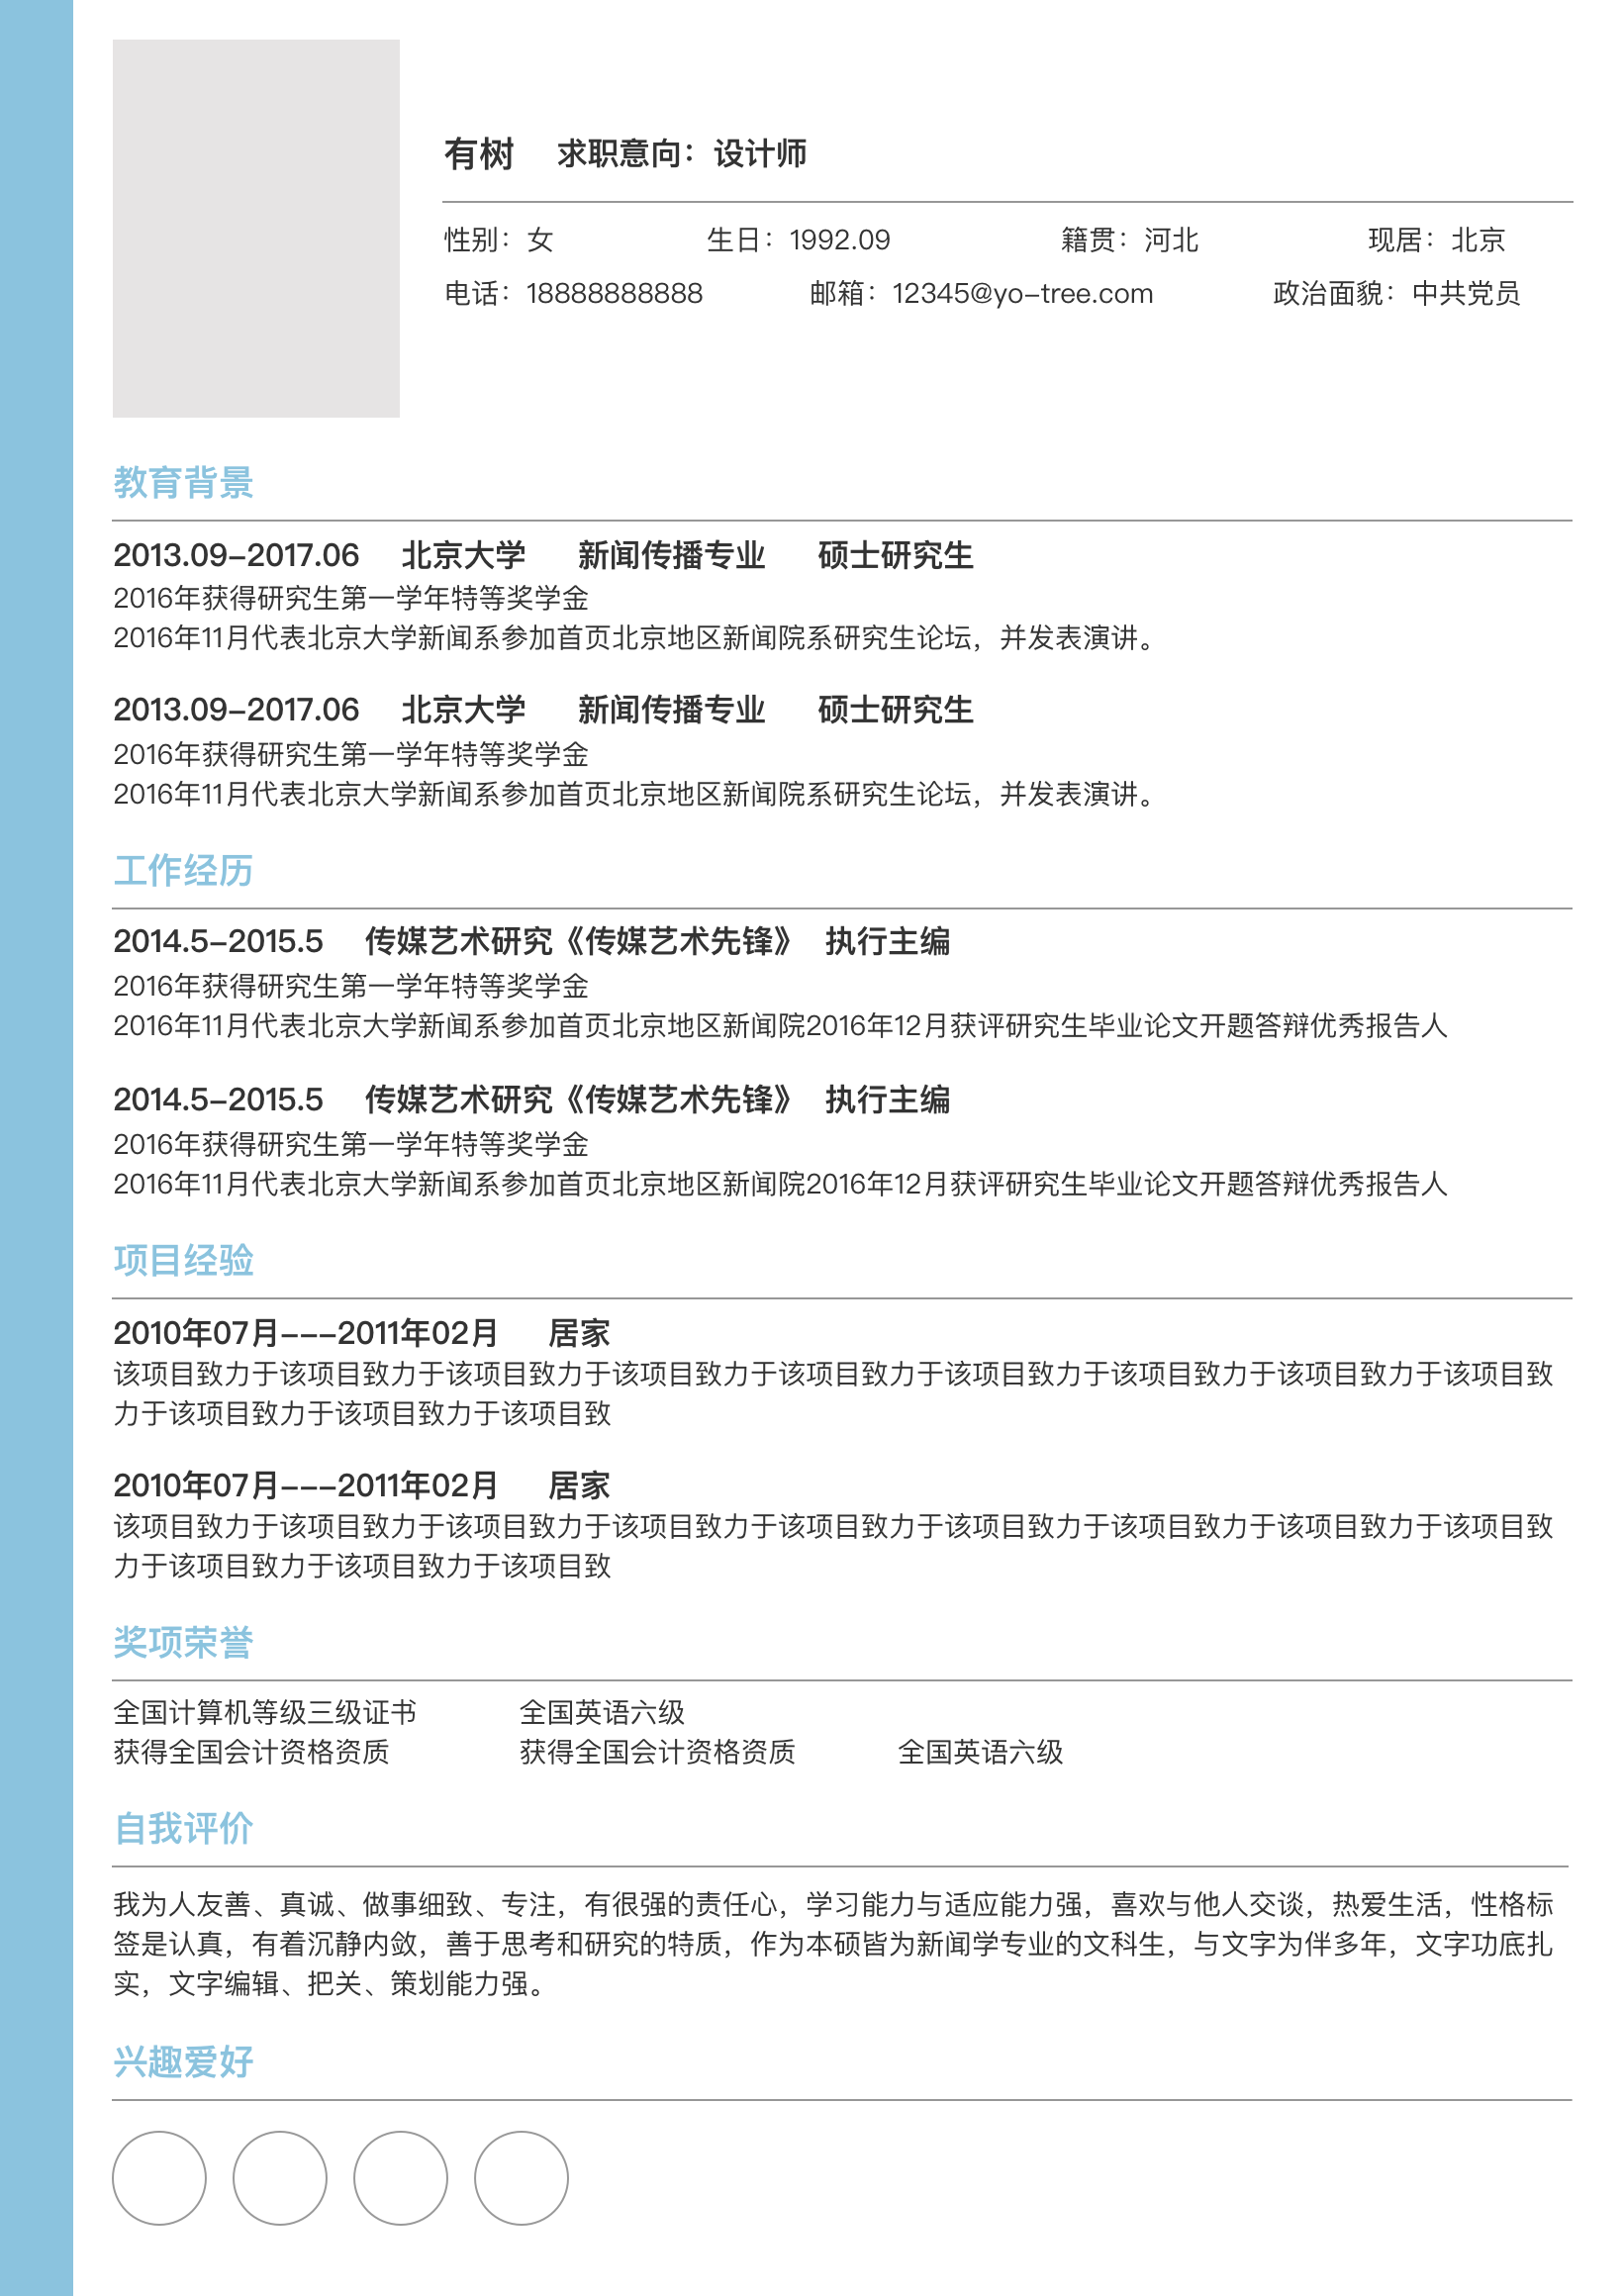 有树 求职意向：设计师
性别：女 生日：1992.09 籍贯：河北 现居：北京
电话：18888888888 邮箱：12345@yo-tree.com 政治面貌：中共党员
教育背景
2013.09-2017.06 北京大学 新闻传播专业 硕士研究生
2016年获得研究生第一学年特等奖学金
2016年11月代表北京大学新闻系参加首页北京地区新闻院系研究生论坛，并发表演讲。
2013.09-2017.06 北京大学 新闻传播专业 硕士研究生
2016年获得研究生第一学年特等奖学金
2016年11月代表北京大学新闻系参加首页北京地区新闻院系研究生论坛，并发表演讲。
工作经历
2014.5-2015.5 传媒艺术研究《传媒艺术先锋》 执行主编
2016年获得研究生第一学年特等奖学金
2016年11月代表北京大学新闻系参加首页北京地区新闻院2016年12月获评研究生毕业论文开题答辩优秀报告人
2014.5-2015.5 传媒艺术研究《传媒艺术先锋》 执行主编
2016年获得研究生第一学年特等奖学金
2016年11月代表北京大学新闻系参加首页北京地区新闻院2016年12月获评研究生毕业论文开题答辩优秀报告人
项目经验
2010年07月---2011年02月 居家
该项目致力于该项目致力于该项目致力于该项目致力于该项目致力于该项目致力于该项目致力于该项目致力于该项目致
力于该项目致力于该项目致力于该项目致
2010年07月---2011年02月 居家
该项目致力于该项目致力于该项目致力于该项目致力于该项目致力于该项目致力于该项目致力于该项目致力于该项目致
力于该项目致力于该项目致力于该项目致
奖项荣誉
全国计算机等级三级证书 全国英语六级
获得全国会计资格资质 获得全国会计资格资质 全国英语六级
自我评价
我为人友善、真诚、做事细致、专注，有很强的责任心，学习能力与适应能力强，喜欢与他人交谈，热爱生活，性格标
签是认真，有着沉静内敛，善于思考和研究的特质，作为本硕皆为新闻学专业的文科生，与文字为伴多年，文字功底扎
实，文字编辑、把关、策划能力强。
兴趣爱好